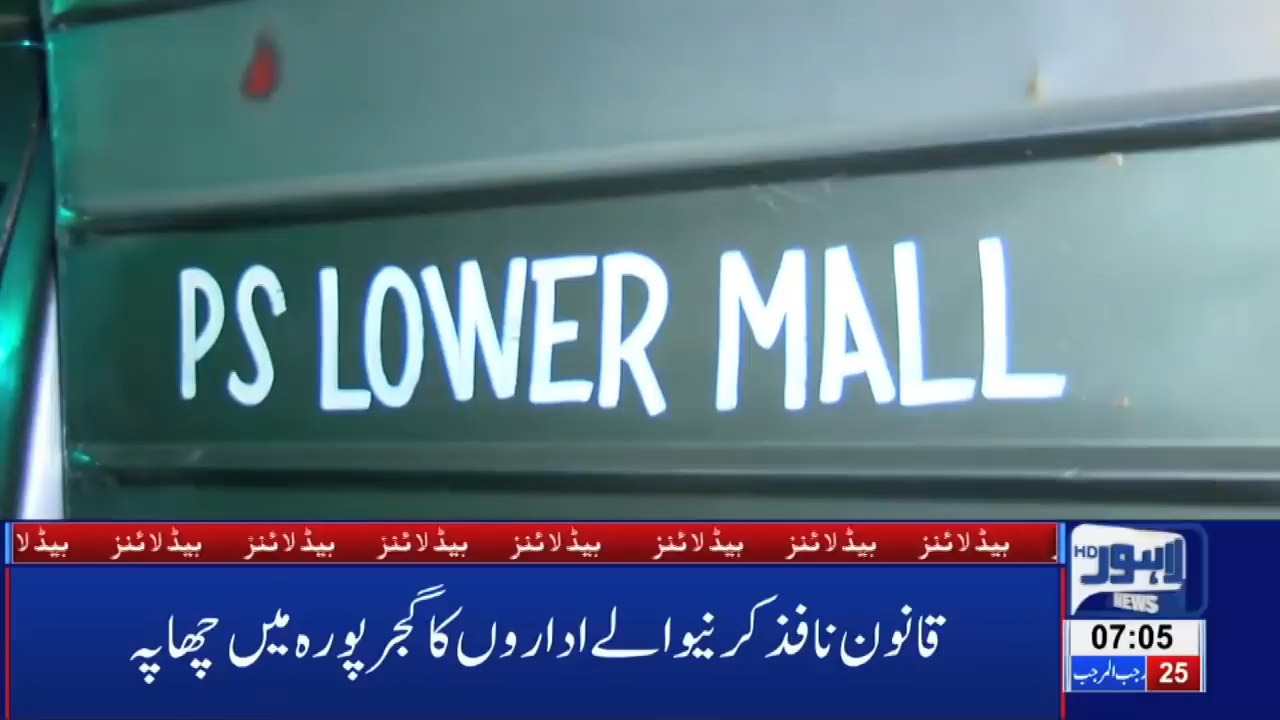 PS LOWER MALL
ہیڈلائنز ہیڈلائنز ہیڈلائنز ہیڈلائنز ہیڈلائنز ہیڈلائنز ہیڈلائنز ہیڈلا
قانون نافذ کرنیوالے اداروں کا گجرپورہ میں چھاپہ
HD لاہور
NEWS
07:05
رجب المرجب 25